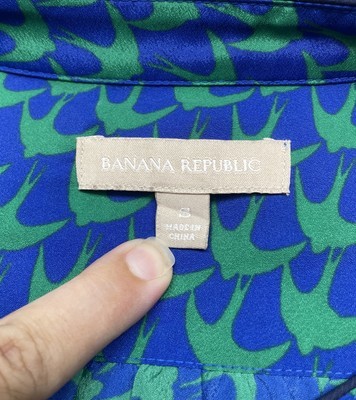 BANANA REPUBLIC
S
MADE IN
CHINA